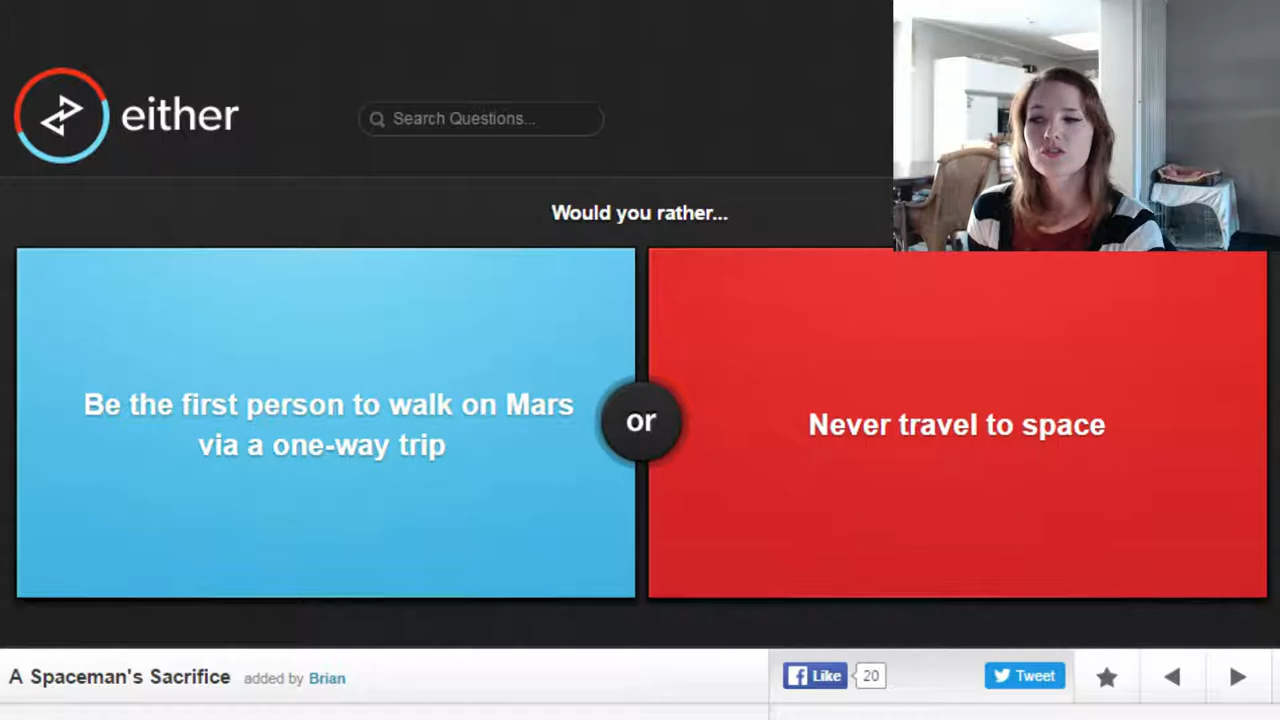 either
Search Questions...
Would you rather...
Be the first person to walk on Mars
via a one-way trip
or
Never travel to space
A Spaceman's Sacrifice added by Brian
Like 20
Tweet